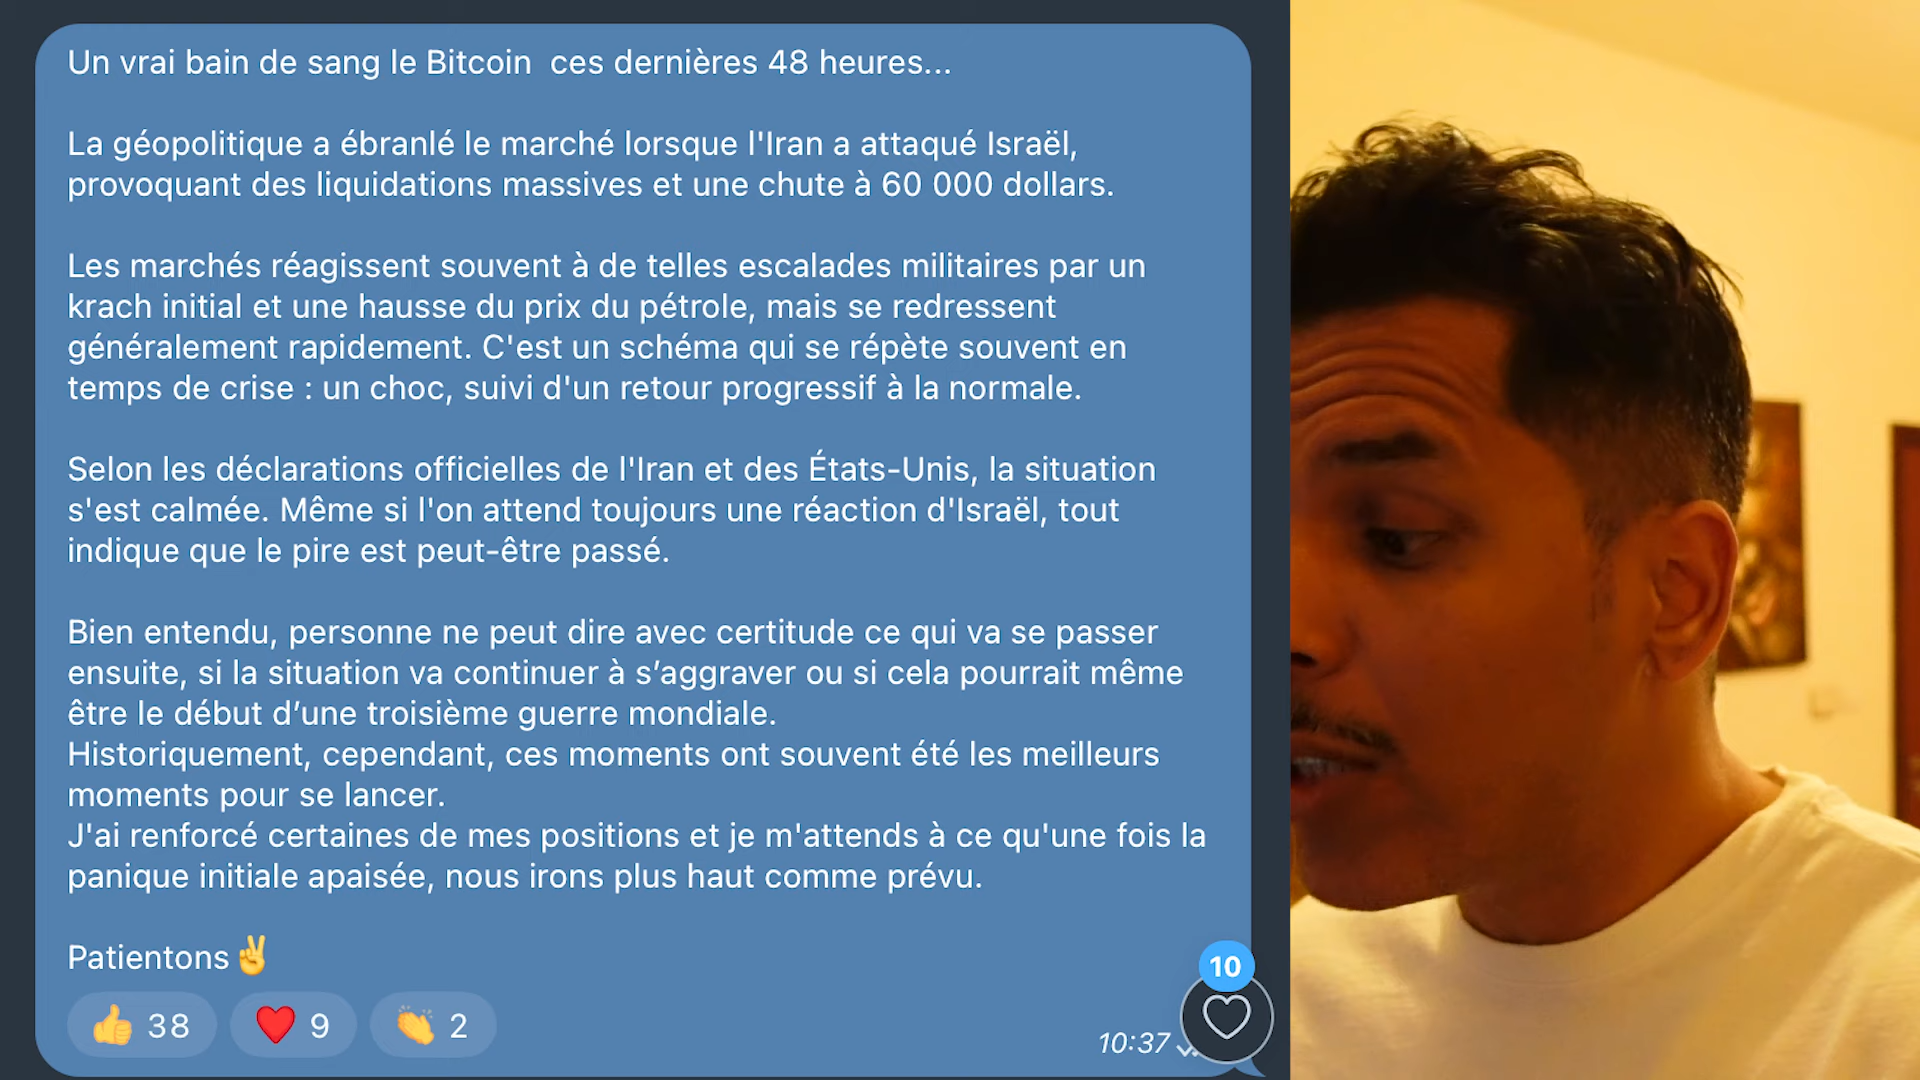 Un vrai bain de sang le Bitcoin  ces dernières 48 heures...
La géopolitique a ébranlé le marché lorsque l'Iran a attaqué Israël,
provoquant des liquidations massives et une chute à 60 000 dollars.
Les marchés réagissent souvent à de telles escalades militaires par un
krach initial et une hausse du prix du pétrole, mais se redressent
généralement rapidement. C'est un schéma qui se répète souvent en
temps de crise : un choc, suivi d'un retour progressif à la normale.
Selon les déclarations officielles de l'Iran et des États-Unis, la situation
s'est calmée. Même si l'on attend toujours une réaction d'Israël, tout
indique que le pire est peut-être passé.
Bien entendu, personne ne peut dire avec certitude ce qui va se passer
ensuite, si la situation va continuer à s’aggraver ou si cela pourrait même
être le début d’une troisième guerre mondiale.
Historiquement, cependant, ces moments ont souvent été les meilleurs
moments pour se lancer.
J'ai renforcé certaines de mes positions et je m'attends à ce qu'une fois la
panique initiale apaisée, nous irons plus haut comme prévu.
Patientons✌️
👍 38 ❤️ 9 👏 2
10:37
10